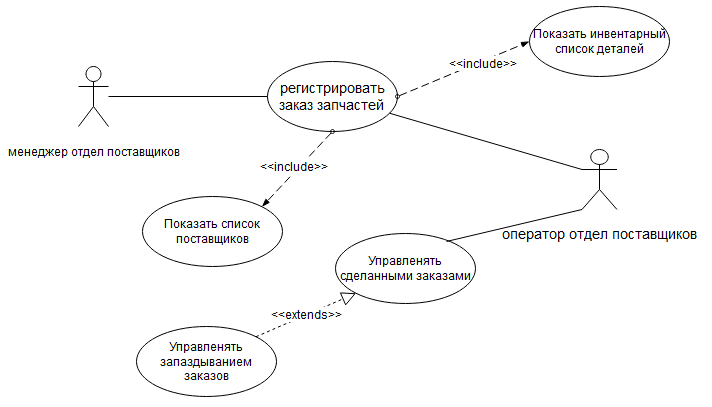 Показать инвентарный
список деталей
<<include>>
регистрировать
заказ запчастей
менеджер отдел поставщиков
<<include>>
Показать список
поставщиков
оператор отдел поставщиков
Управленять
сделанными заказами
<<extends>>
Управленять
запаздыванием
заказов